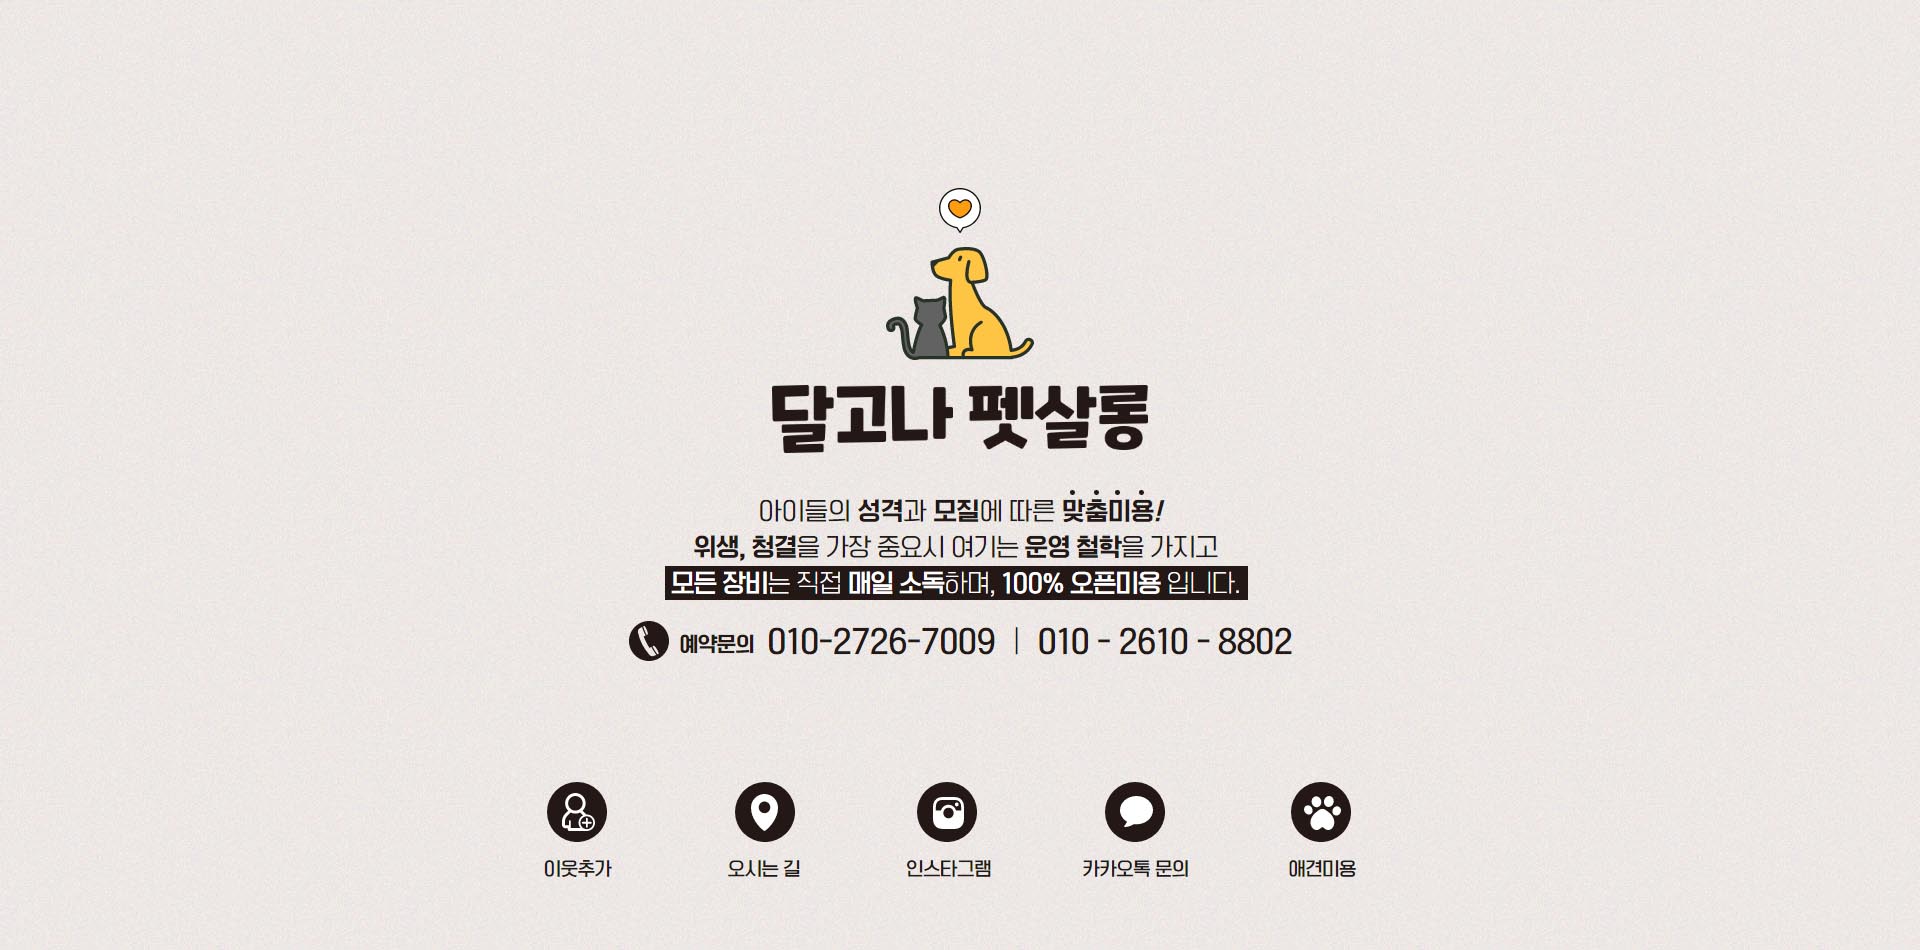 달고나 펫살롱
아이들의 성격과 모질에 따른 맞춤미용!
위생, 청결을 가장 중요시 여기는 운영 철학을 가지고
모든 장비는 직접 매일 소독하며, 100% 오픈미용 입니다.
예약문의 010-2726-7009 | 010 - 2610 - 8802
이웃추가
오시는 길
인스타그램
카카오톡 문의
애견미용